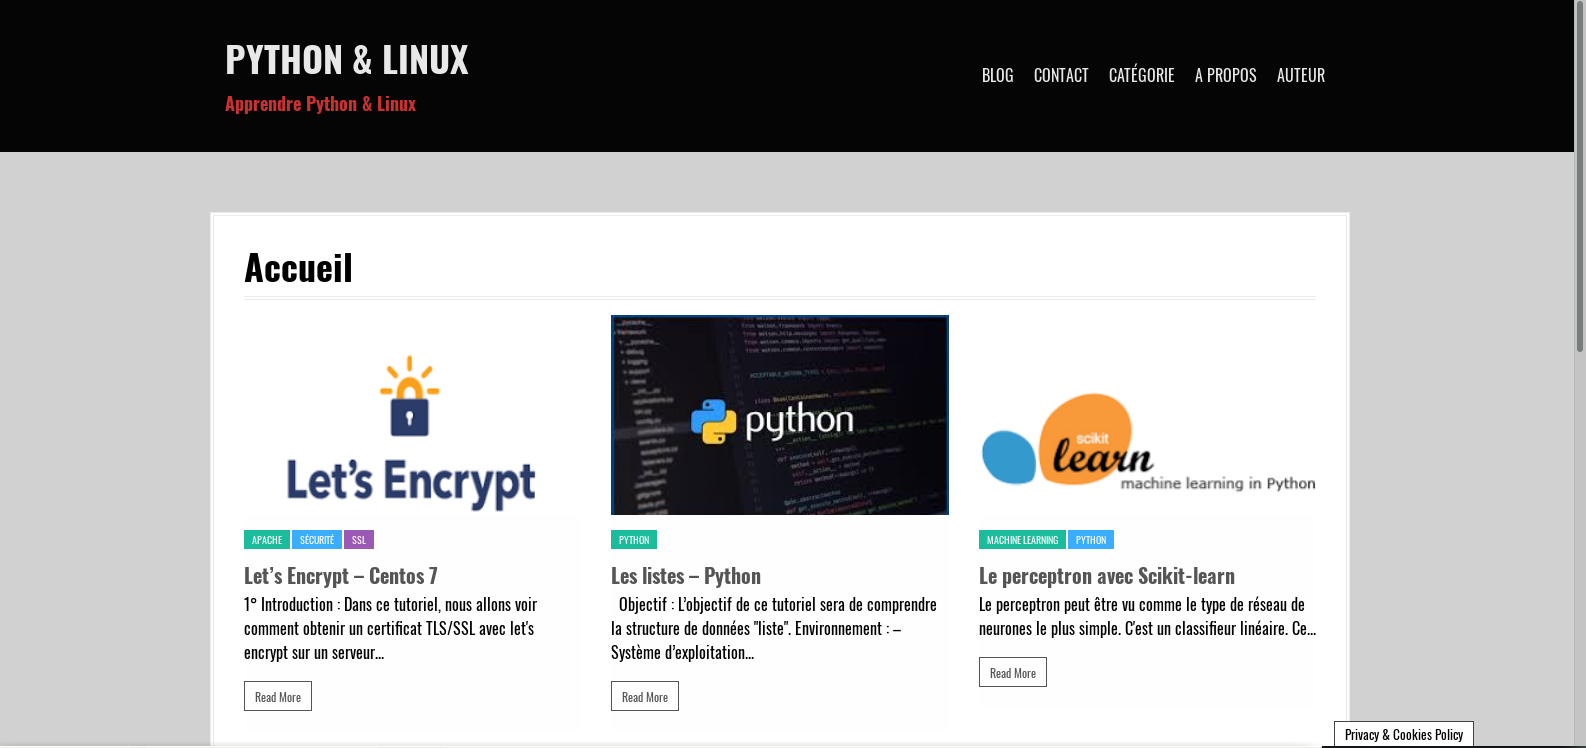 PYTHON & LINUX
Apprendre Python & Linux
BLOG CONTACT CATÉGORIE A PROPOS AUTEUR
Accueil
Let's Encrypt
python
scikit
learn
machine learning in Python
APACHE SÉCURITÉ SSL
Let’s Encrypt – Centos 7
1° Introduction : Dans ce tutoriel, nous allons voir
comment obtenir un certificat TLS/SSL avec let's
encrypt sur un serveur...
Read More
PYTHON
Les listes – Python
Objectif : L’objectif de ce tutoriel sera de comprendre
la structure de données "liste". Environnement : –
Système d’exploitation...
Read More
MACHINE LEARNING PYTHON
Le perceptron avec Scikit-learn
Le perceptron peut être vu comme le type de réseau de
neurones le plus simple. C'est un classifieur linéaire. Ce...
Read More
Privacy & Cookies Policy